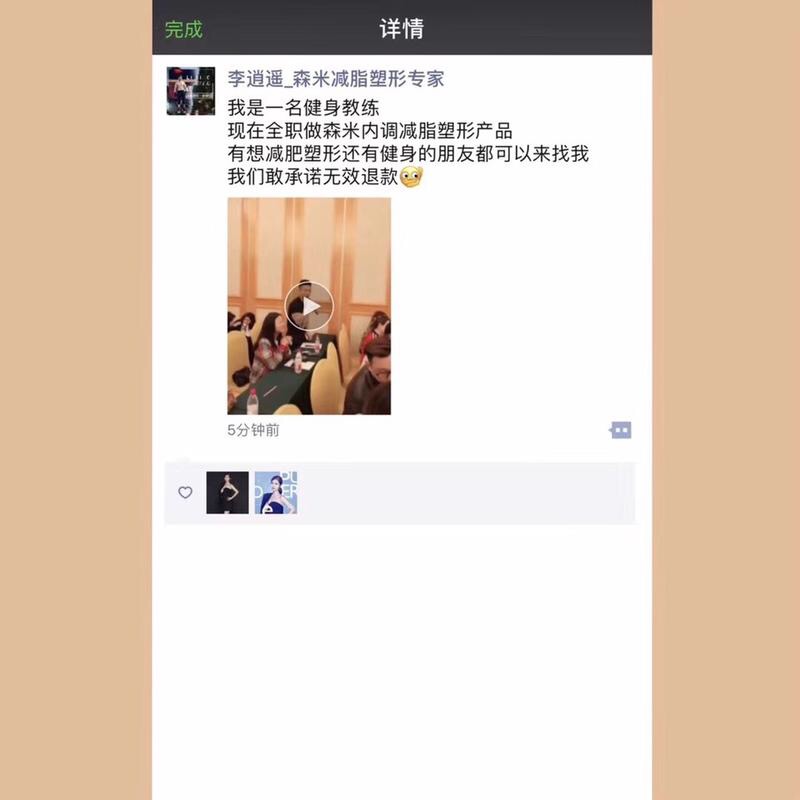 完成
详情
李逍遥_森米减脂塑形专家
我是一名健身教练
现在全职做森米内调减脂塑形产品
有想减肥塑形还有健身的朋友都可以来找我
我们敢承诺无效退款
5分钟前